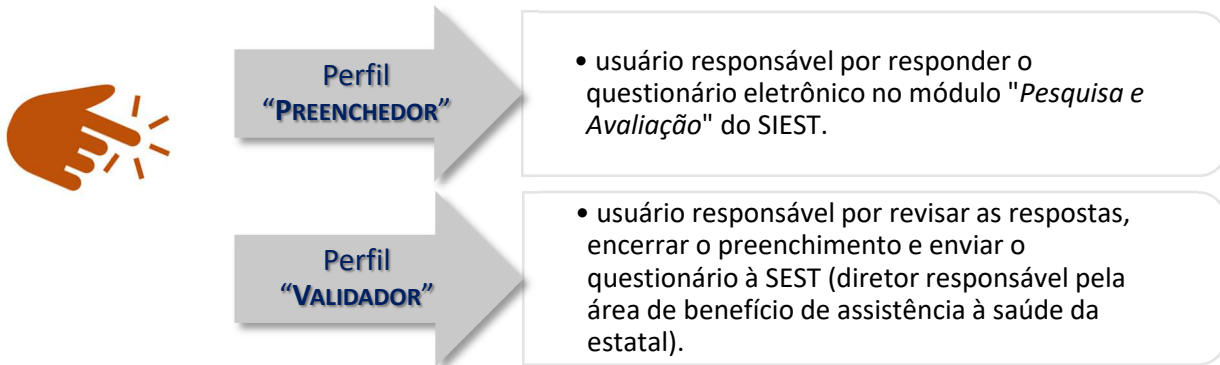 Perfil
“PREENCHEDOR”
• usuário responsável por responder o
questionário eletrônico no módulo "Pesquisa e
Avaliação" do SIEST.
Perfil
“VALIDADOR”
• usuário responsável por revisar as respostas,
encerrar o preenchimento e enviar o
questionário à SEST (diretor responsável pela
área de benefício de assistência à saúde da
estatal).